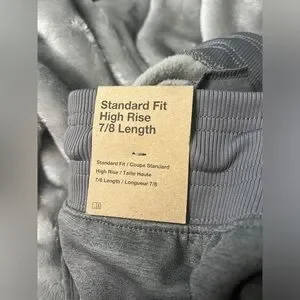 Standard Fit
High Rise
7/8 Length
Standard Fit / Coupe Standard
High Rise / Taille Haute
7/8 Length / Longueur 7/8